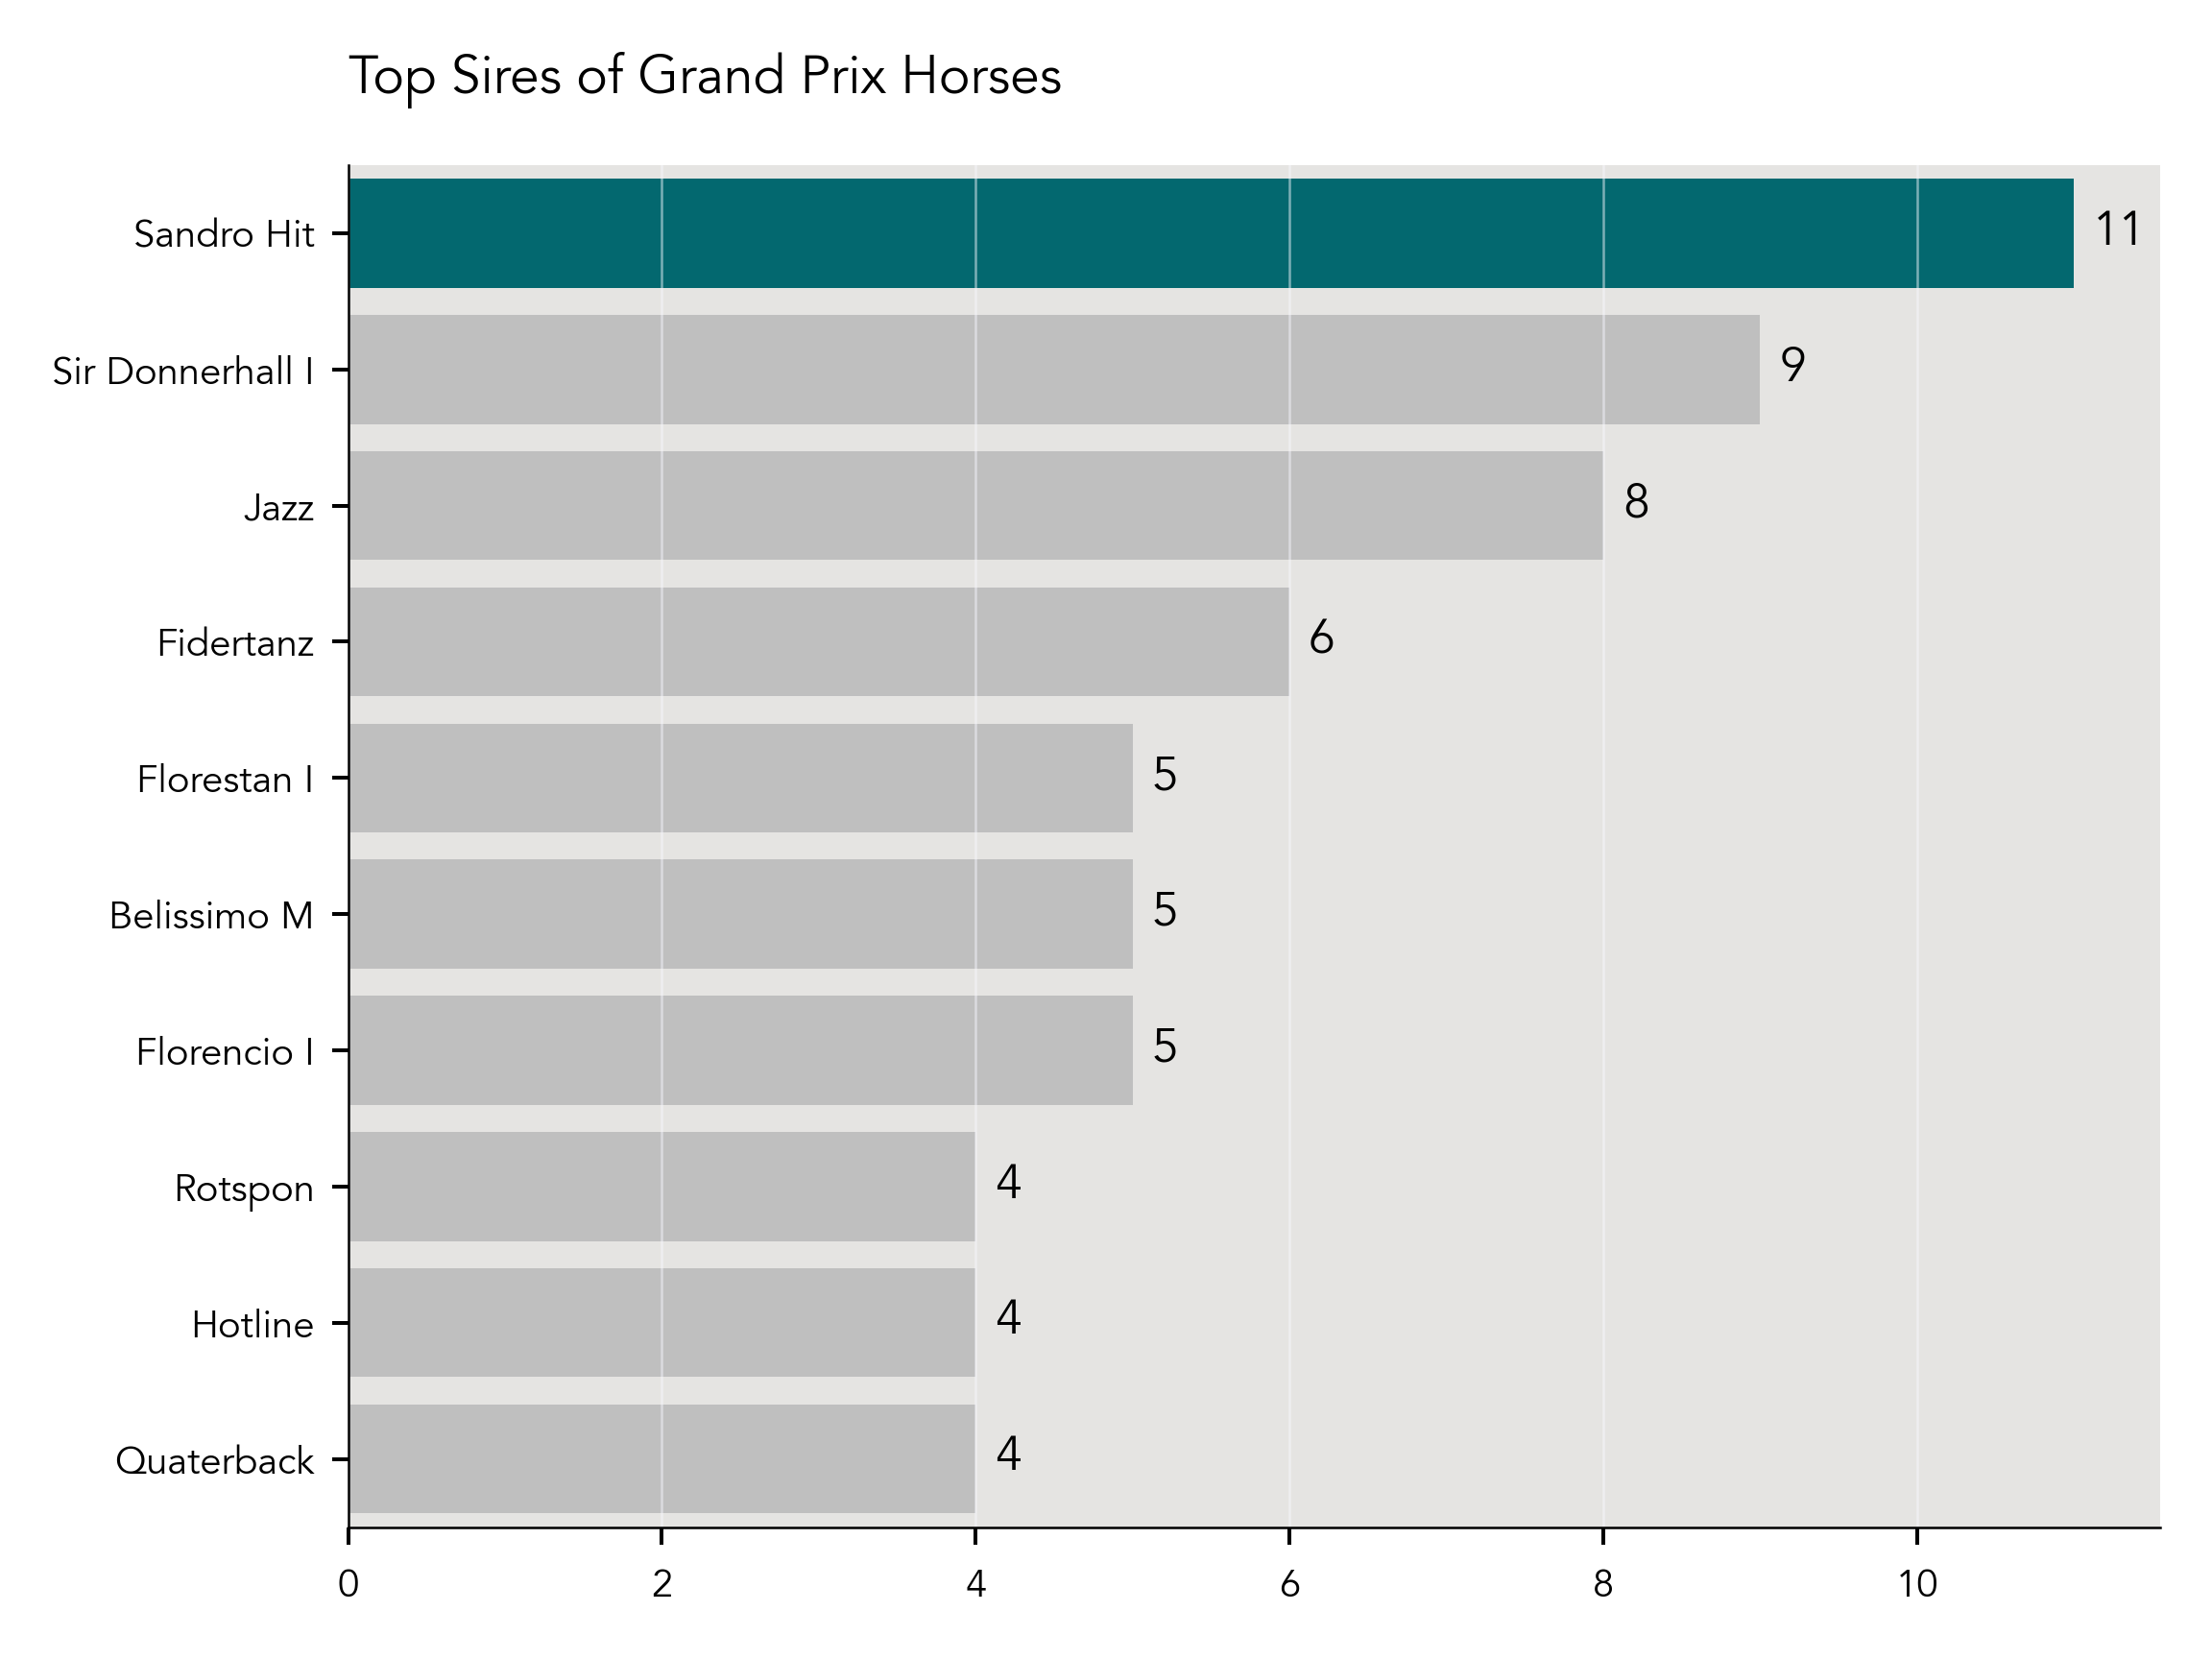 Top Sires of Grand Prix Horses
Sandro Hit 11
Sir Donnerhall I 9
Jazz 8
Fidertanz 6
Florestan I 5
Belissimo M 5
Florencio I 5
Rotspon 4
Hotline 4
Quaterback 4
0 2 4 6 8 10